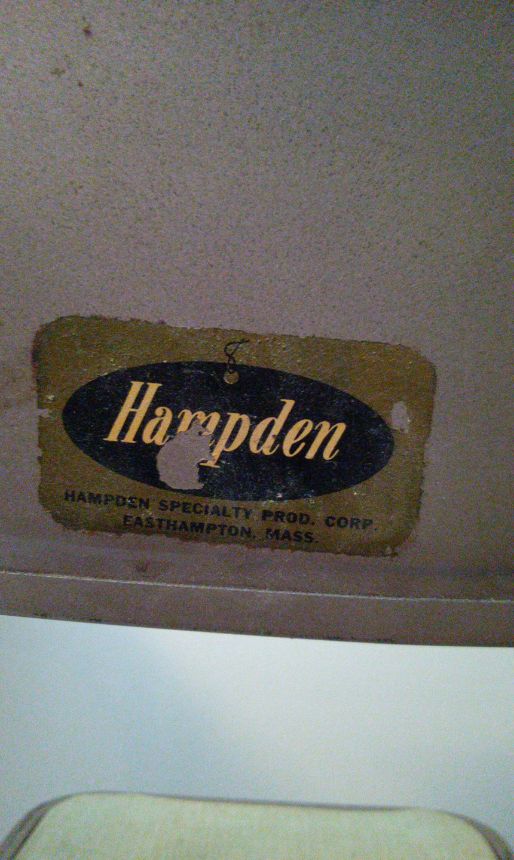 Hampden
HAMPDEN SPECIALTY PROD. CORP.
EASTHAMPTON, MASS.